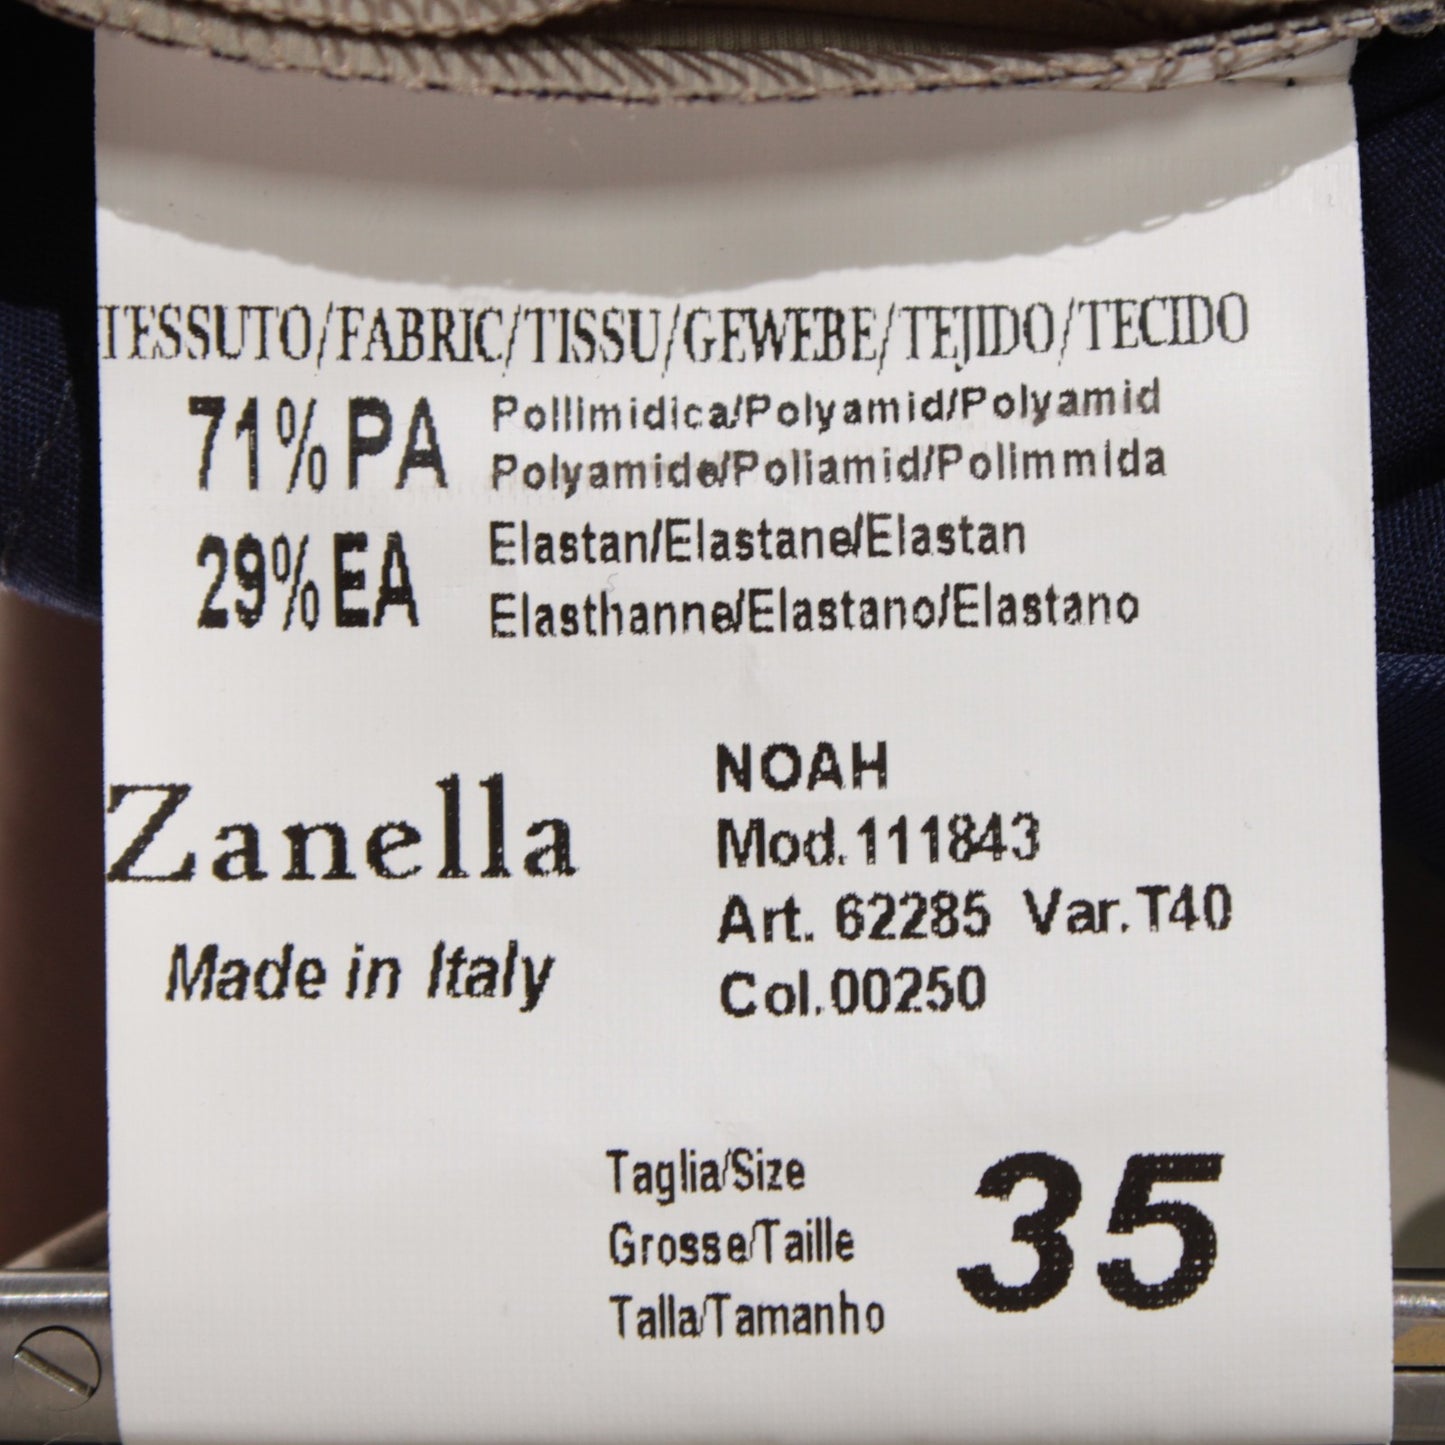 TESSUTO/FABRIC/TISSU/GEWEBE/TEJIDO/TECIDO
71% PA Pollimidica/Polyamid/Polyamid
Polyamide/Poliamid/Polimmida
29% EA Elastan/Elastane/Elastan
Elasthanne/Elastano/Elastano
Zanella
Made in Italy
NOAH
Mod.111843
Art. 62285 Var.T40
Col.00250
Taglia/Size
Grosse/Taille
Talla/Tamanho
35